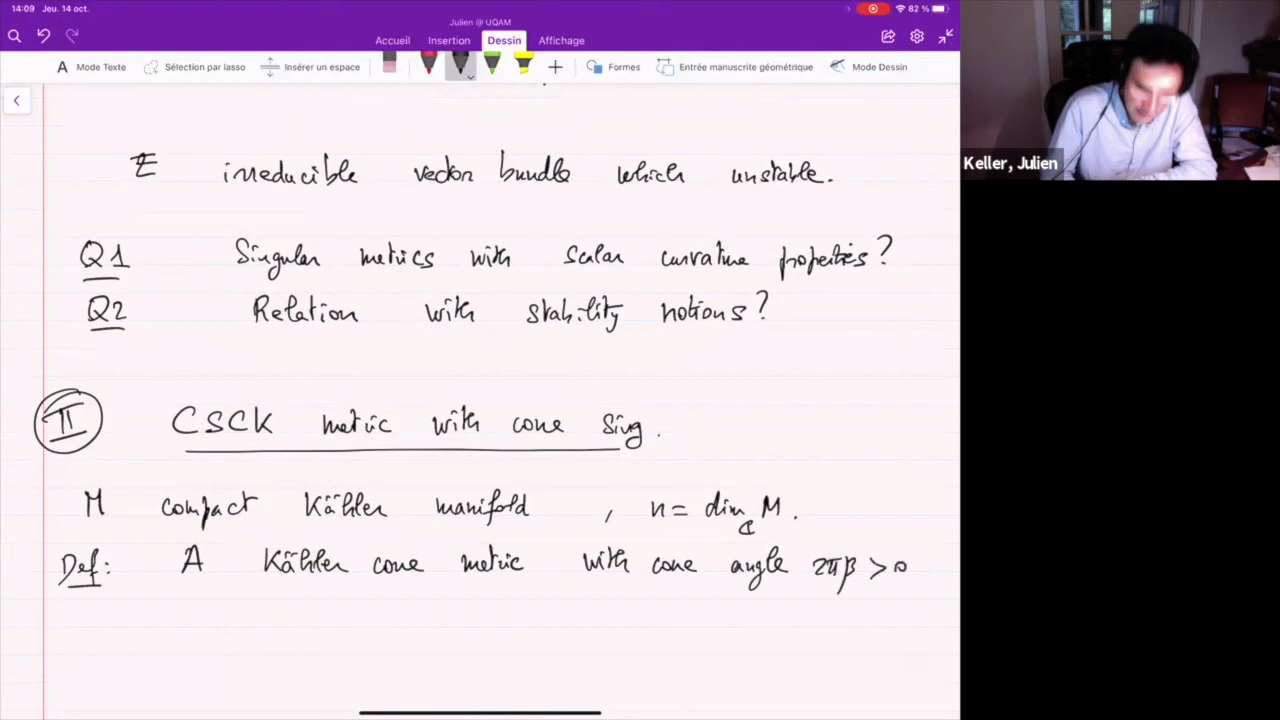 14:09 Jeu. 14 oct.
82 %
Julien @ UQAM
Accueil Insertion Dessin Affichage
A Mode Texte Sélection par lasso Insérer un espace Formes Entrée manuscrite géométrique Mode Dessin
E irreducible vector bundle which unstable.
Q1 Singular metrics with scalar curvature properties?
Q2 Relation with stability notions?
II CSCK metric with cone sing.
M compact Kähler manifold, n = dim_C M.
Def: A Kähler cone metric with cone angle 2πβ > 0
Keller, Julien